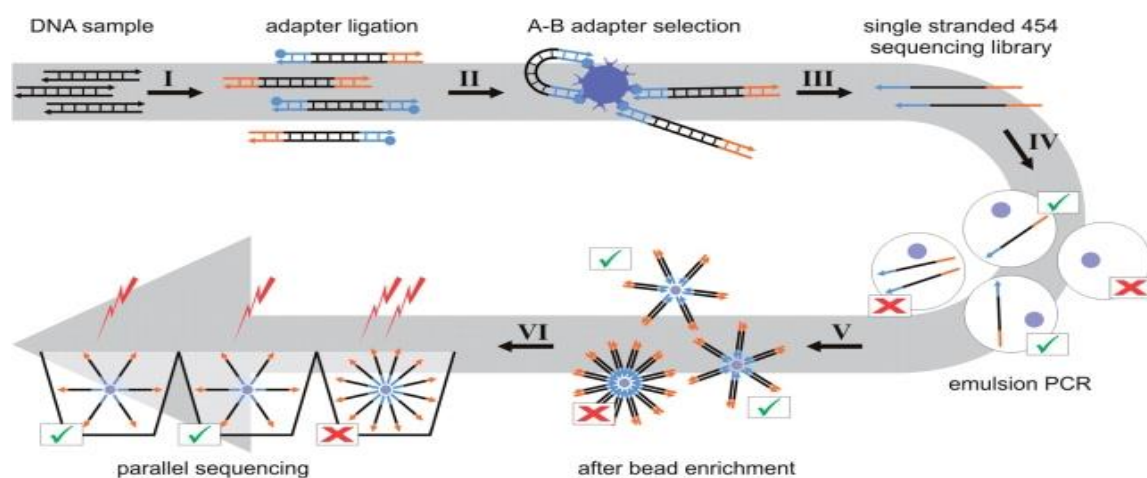 DNA sample
adapter ligation
A-B adapter selection
single stranded 454
sequencing library
I
II
III
IV
V
VI
emulsion PCR
parallel sequencing
after bead enrichment